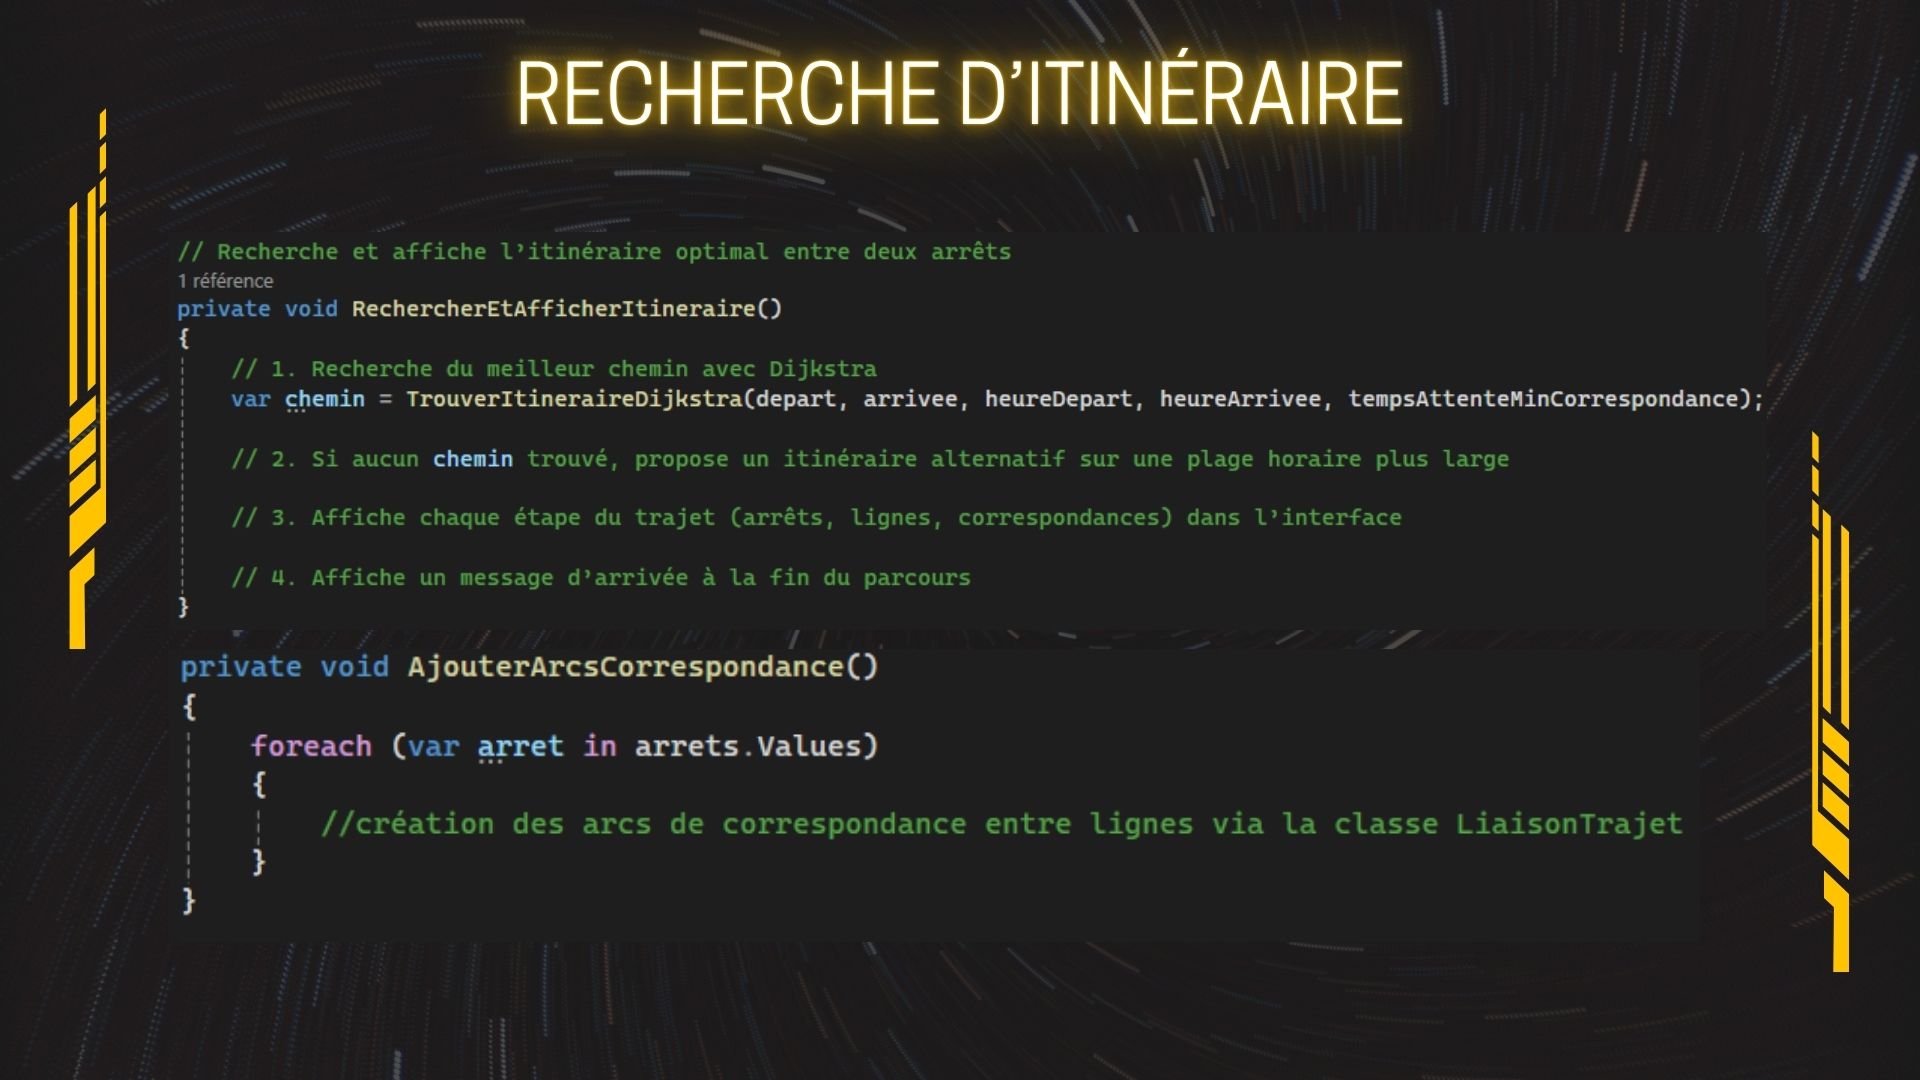 RECHERCHE D’ITINÉRAIRE
// Recherche et affiche l’itinéraire optimal entre deux arrêts
1 référence
private void RechercherEtAfficherItineraire()
{
// 1. Recherche du meilleur chemin avec Dijkstra
var chemin = TrouverItineraireDijkstra(depart, arrivee, heureDepart, heureArrivee, tempsAttenteMinCorrespondance);
// 2. Si aucun chemin trouvé, propose un itinéraire alternatif sur une plage horaire plus large
// 3. Affiche chaque étape du trajet (arrêts, lignes, correspondances) dans l’interface
// 4. Affiche un message d’arrivée à la fin du parcours
}
private void AjouterArcsCorrespondance()
{
foreach (var arret in arrets.Values)
{
//création des arcs de correspondance entre lignes via la classe LiaisonTrajet
}
}